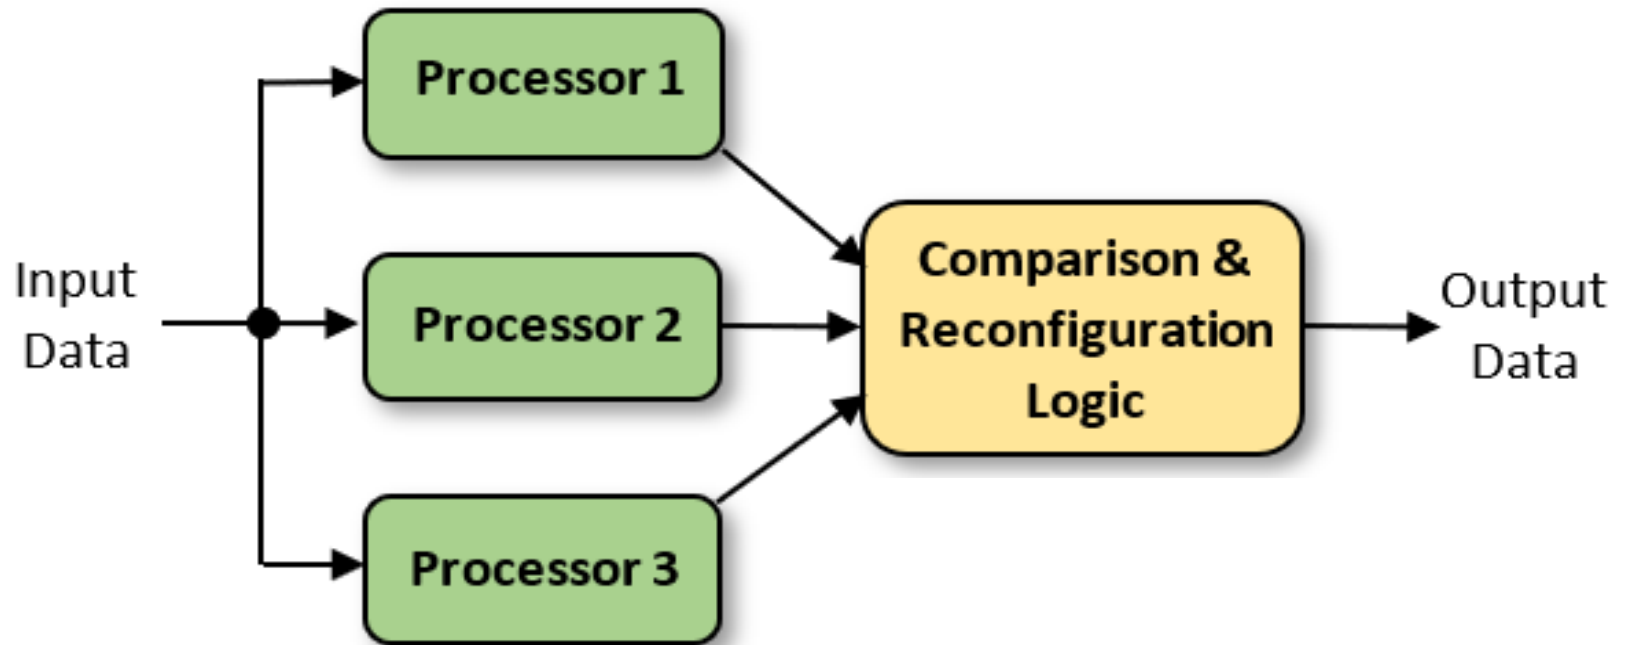 Input
Data
Processor 1
Processor 2
Processor 3
Comparison &
Reconfiguration
Logic
Output
Data